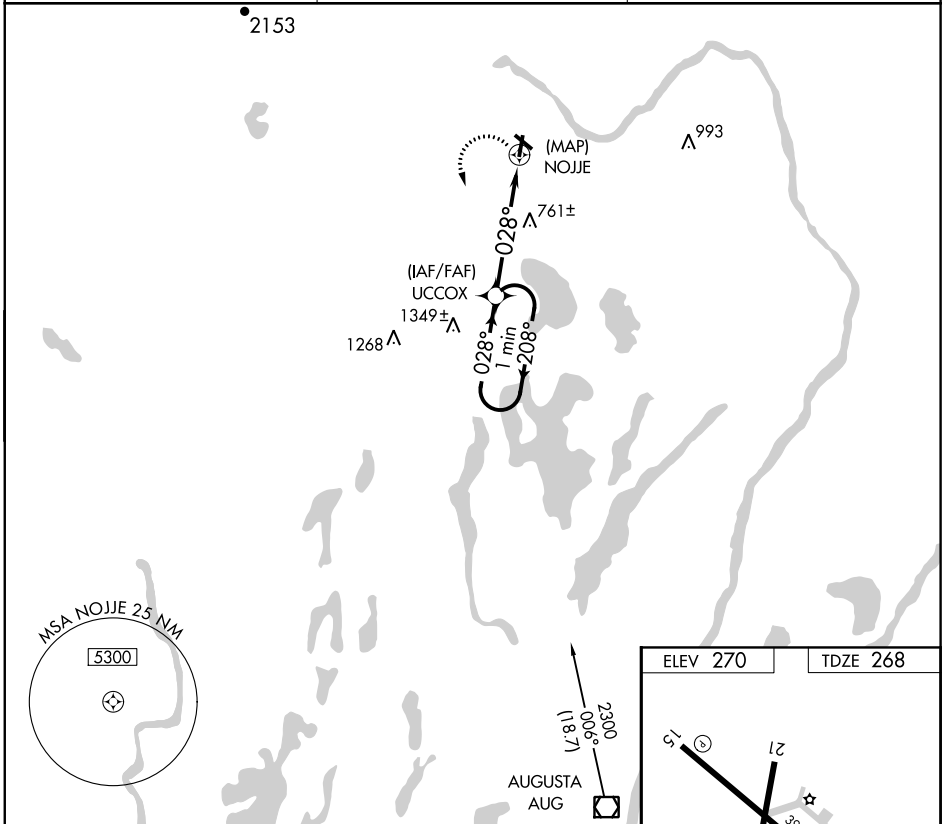 2153
993
(MAP)
NOJJE
761±
028°
(IAF/FAF)
UCCOX
1349±
1268
028°
1 min
208°
MSA NOJJE 25 NM
5300
2300
006°
(18.7)
AUGUSTA
AUG
ELEV 270
TDZE 268
15
P
21